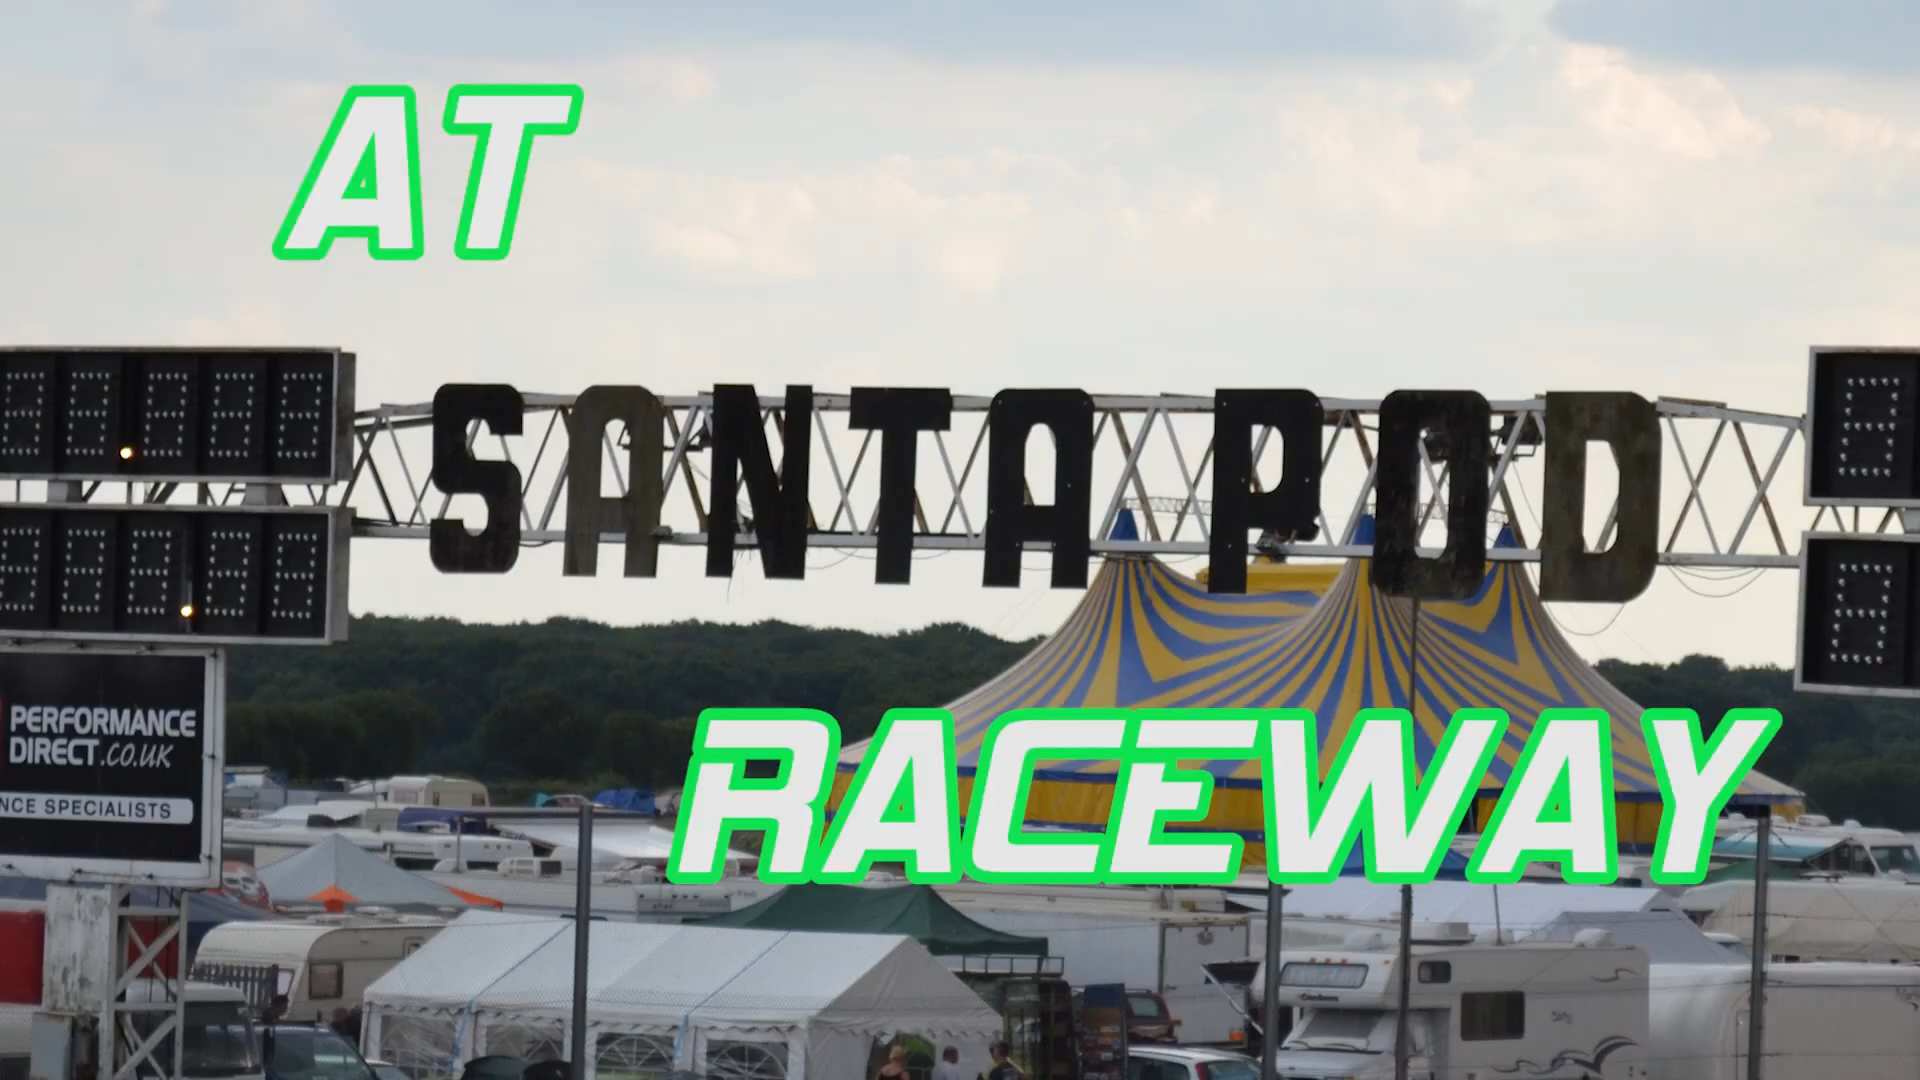 AT
SANTA POD
PERFORMANCE
DIRECT.CO.UK
NCE SPECIALISTS
RACEWAY